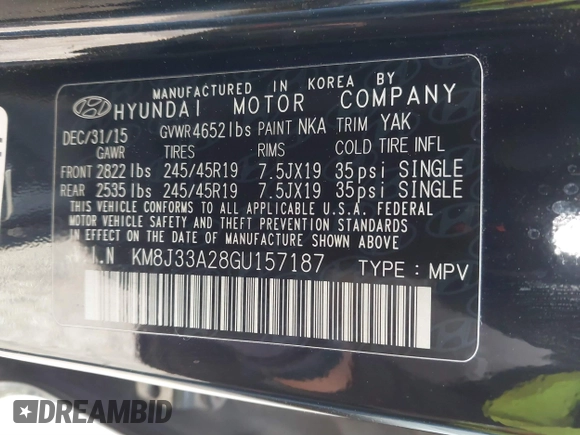 MANUFACTURED IN KOREA BY
HYUNDAI MOTOR COMPANY
DEC/31/15 GVWR4652lbs PAINT NKA TRIM YAK
GAWR TIRES RIMS COLD TIRE INFL
FRONT 2822lbs 245/45R19 7.5JX19 35psi SINGLE
REAR 2535lbs 245/45R19 7.5JX19 35psi SINGLE
THIS VEHICLE CONFORMS TO ALL APPLICABLE U.S.A. FEDERAL
MOTOR VEHICLE SAFETY AND THEFT PREVENTION STANDARDS
IN EFFECT ON THE DATE OF MANUFACTURE SHOWN ABOVE.
V.I.N KM8J33A28GU157187 TYPE : MPV
DREAMBID